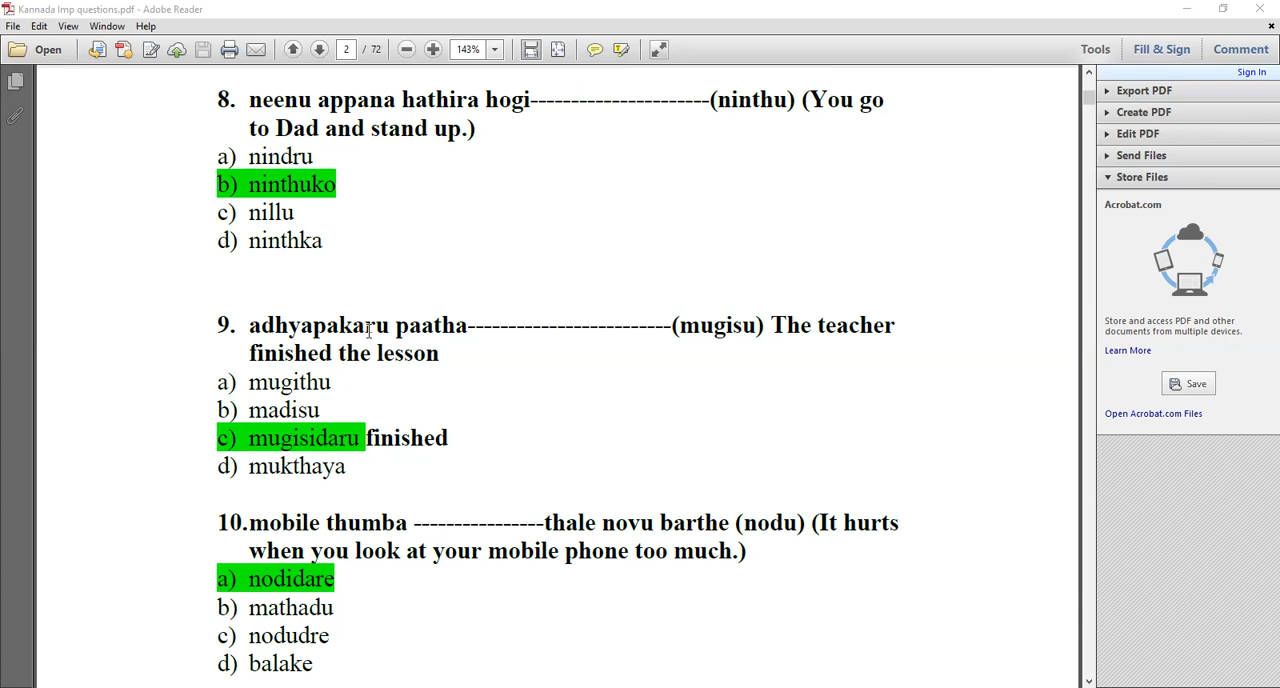 Kannada Imp questions.pdf - Adobe Reader
File Edit View Window Help
Open 2 / 72 143% Tools Fill & Sign Comment
Sign In
Export PDF
Create PDF
Edit PDF
Send Files
Store Files
Acrobat.com
Store and access PDF and other
documents from multiple devices.
Learn More
Save
Open Acrobat.com Files
8. neenu appana hathira hogi----------------------(ninthu) (You go
to Dad and stand up.)
a) nindru
b) ninthuko
c) nillu
d) ninthka
9. adhyapakaru paatha-------------------------(mugisu) The teacher
finished the lesson
a) mugithu
b) madisu
c) mugisidaru finished
d) mukthaya
10.mobile thumba ----------------thale novu barthe (nodu) (It hurts
when you look at your mobile phone too much.)
a) nodidare
b) mathadu
c) nodudre
d) balake